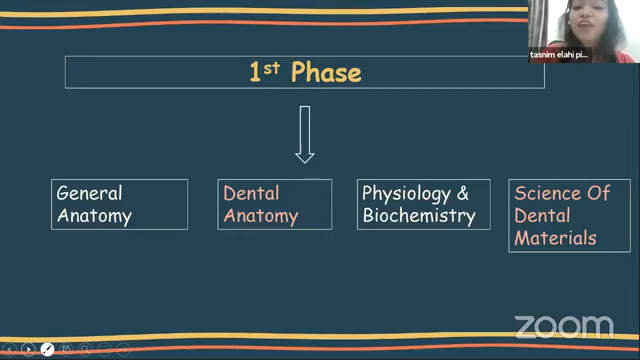 tasnim elahi pi...
1st Phase
General
Anatomy
Dental
Anatomy
Physiology &
Biochemistry
Science Of
Dental
Materials
zoom